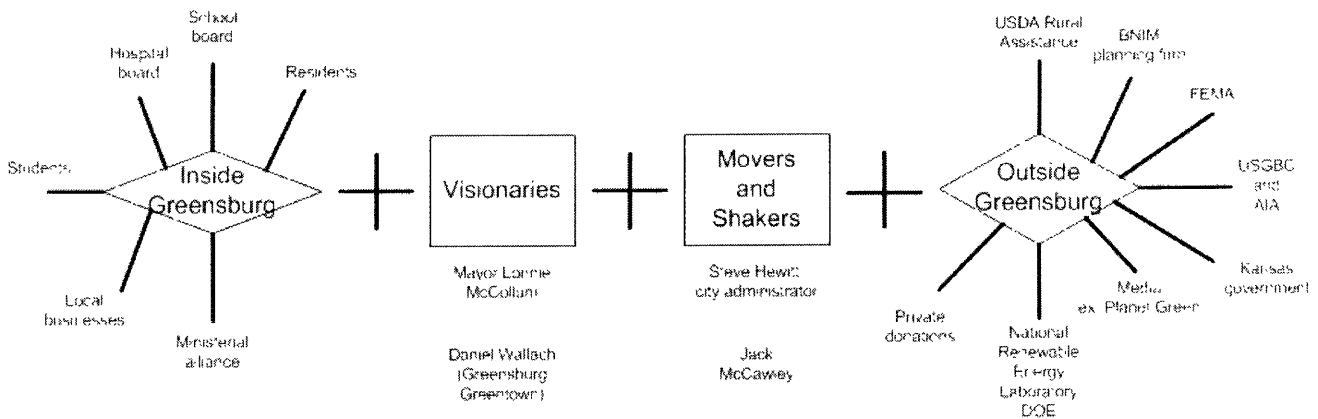 School
board
Hospital
board
Residents
Students
Inside
Greensburg
Local
businesses
Ministerial
alliance
Visionaries
Mayor Lonnie
McCollum
Daniel Wallach
(Greensburg
Greentown)
Movers
and
Shakers
Steve Hewitt
city administrator
Jack
USDA Rural
Assistance
BNIM
planning firm
FEMA
USGBC
and
AIA
Outside
Greensburg
Kansas
government
Media
ex. Planet Green
Private
donations
National
Renewable
Energy
Laboratory
DOE